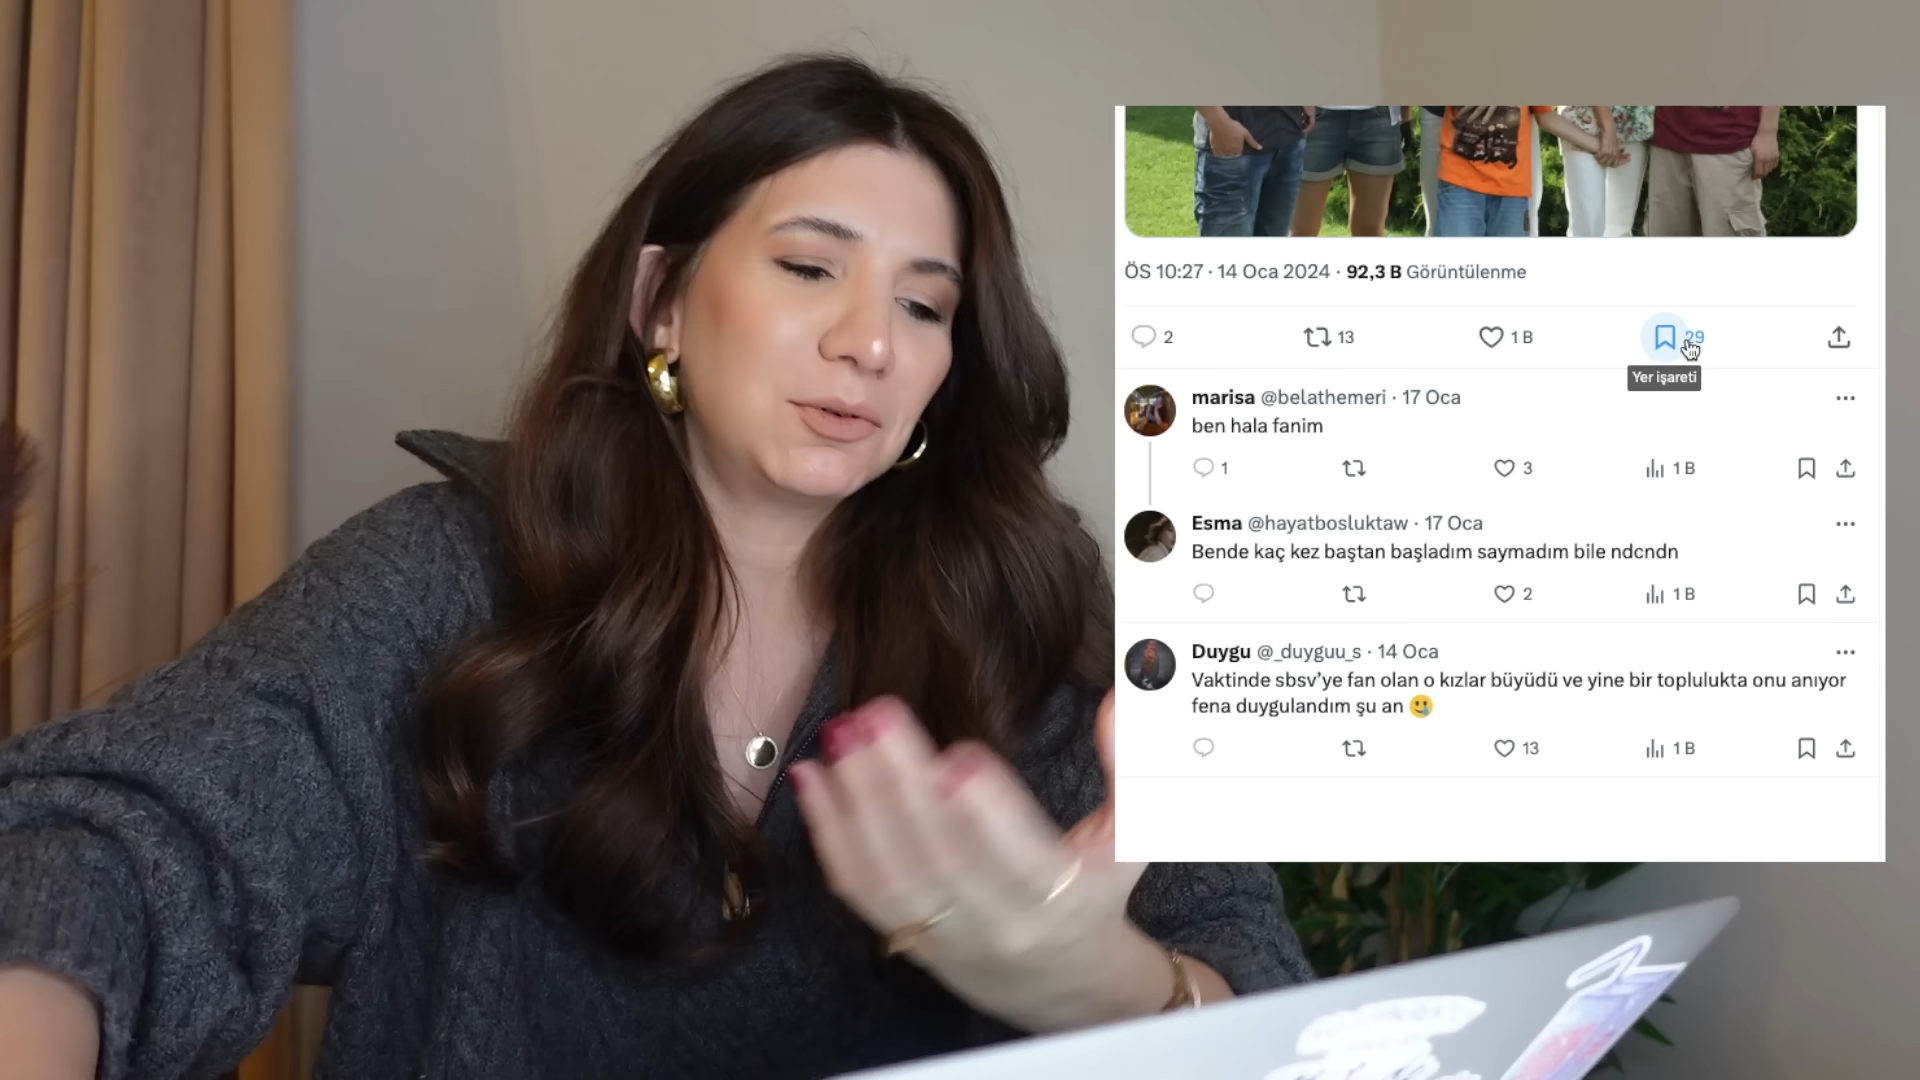 ÖS 10:27 · 14 Oca 2024 · 92,3 B Görüntülenme
2 13 1 B 29
Yer işareti
marisa @belathemeri · 17 Oca
ben hala fanim
1 3 1 B
Esma @hayatbosluktaw · 17 Oca
Bende kaç kez baştan başladım saymadım bile ndcndn
2 1 B
Duygu @_duyguu_s · 14 Oca
Vaktinde sbsv’ye fan olan o kızlar büyüdü ve yine bir toplulukta onu anıyor
fena duygulandım şu an 🥲
13 1 B